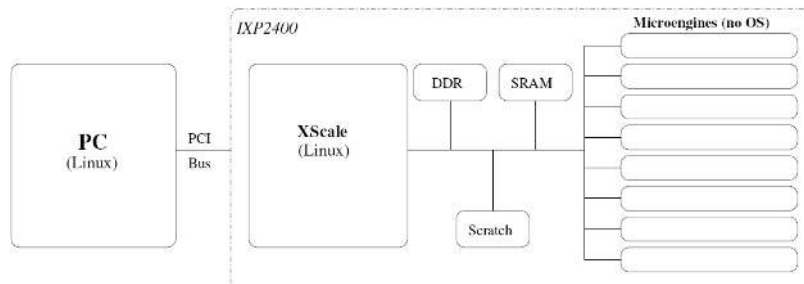 IXP2400
Microengines (no OS)
DDR
SRAM
PC
(Linux)
PCI
Bus
XScale
(Linux)
Scratch